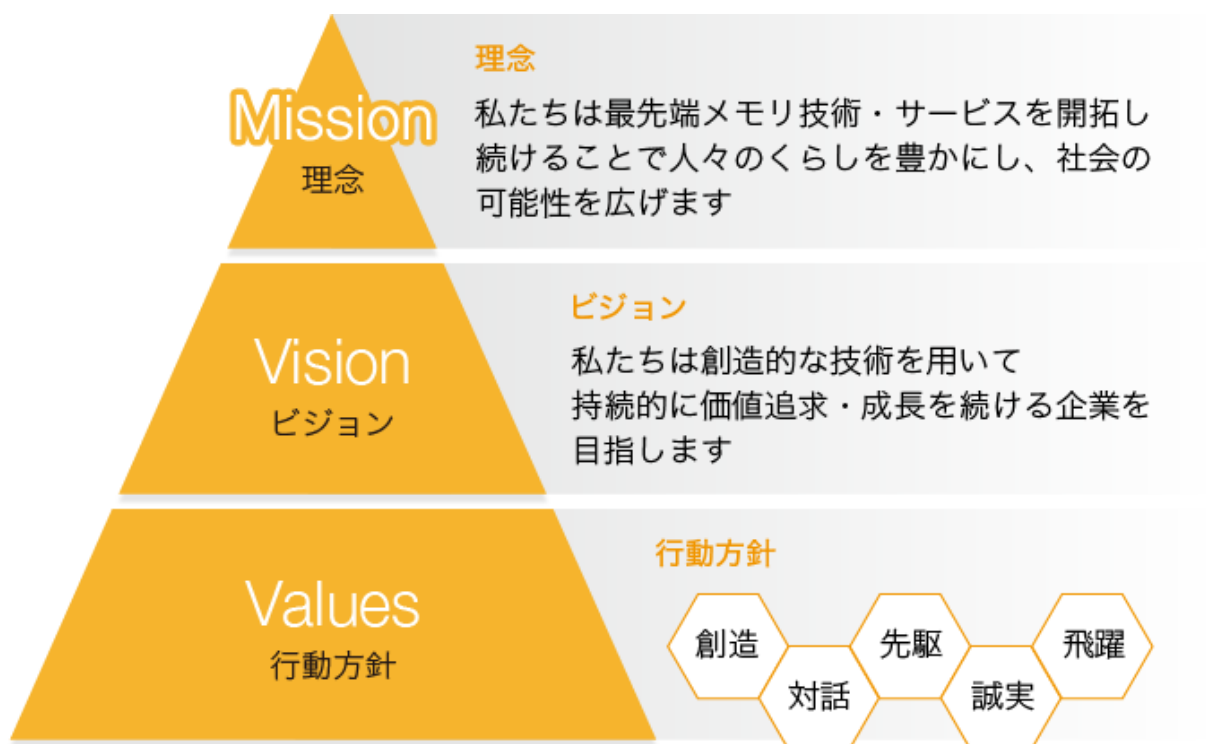 Mission
理念
理念
私たちは最先端メモリ技術・サービスを開拓し
続けることで人々のくらしを豊かにし、社会の
可能性を広げます
Vision
ビジョン
ビジョン
私たちは創造的な技術を用いて
持続的に価値追求・成長を続ける企業を
目指します
Values
行動方針
行動方針
創造
対話
先駆
誠実
飛躍